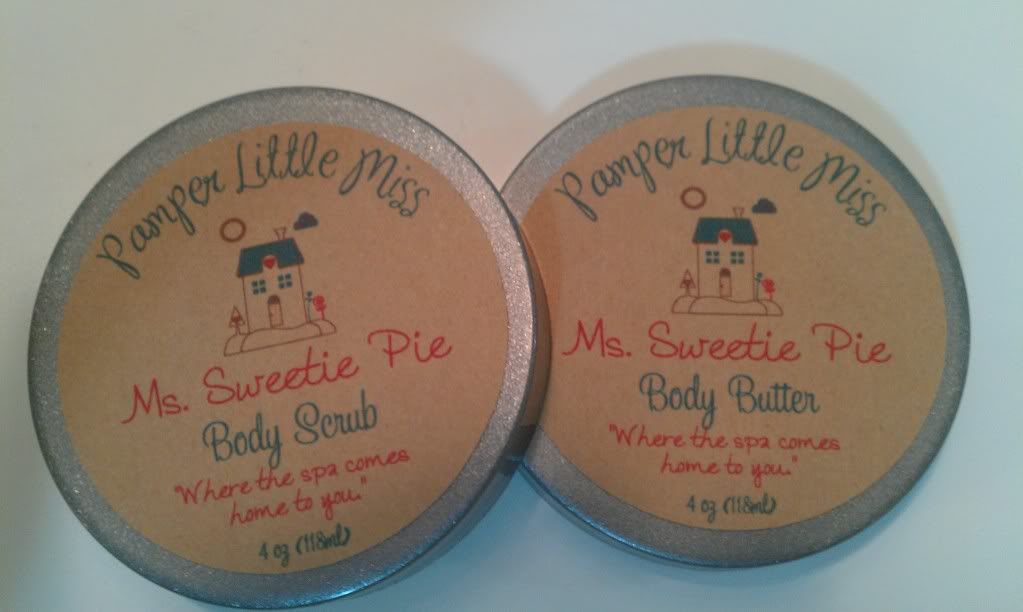 Pamper Little Miss
Ms. Sweetie Pie
Body Scrub
"Where the spa comes
home to you."
4 oz (118ml)
Pamper Little Miss
Ms. Sweetie Pie
Body Butter
"Where the spa comes
home to you."
4 oz (118ml)